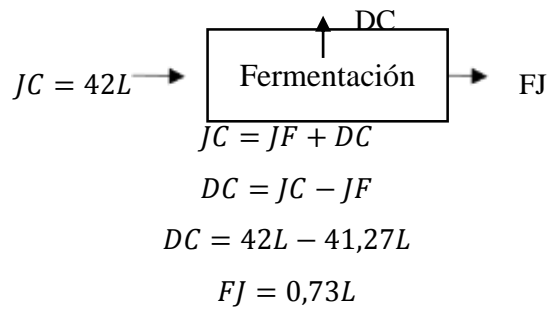 DC
JC = 42L Fermentación FJ
JC = JF + DC
DC = JC − JF
DC = 42L − 41,27L
FJ = 0,73L